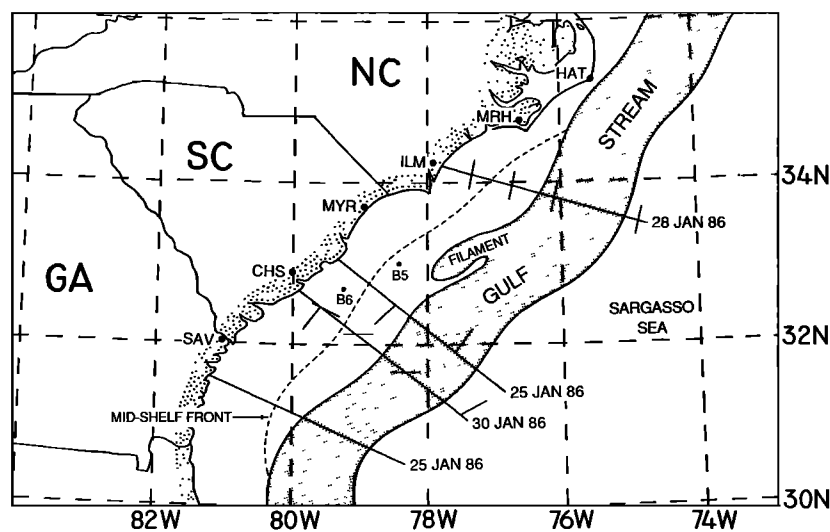 NC
HAT
STREAM
MRH
SC
ILM
34N
MYR
28 JAN 86
FILAMENT
GA
CHS
B5
GULF
B6
SARGASSO
SEA
SAV
32N
25 JAN 86
MID-SHELF FRONT
30 JAN 86
25 JAN 86
30N
82W
80W
78W
76W
74W